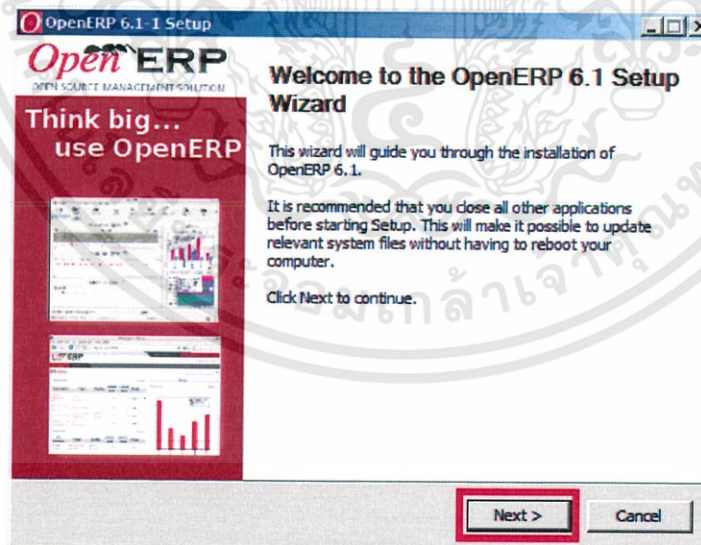 OpenERP 6.1-1 Setup
Open ERP
OPEN SOURCE MANAGEMENT SOLUTION
Think big...
use OpenERP
Welcome to the OpenERP 6.1 Setup
Wizard
This wizard will guide you through the installation of
OpenERP 6.1.
It is recommended that you close all other applications
before starting Setup. This will make it possible to update
relevant system files without having to reboot your
computer.
Click Next to continue.
Next >
Cancel